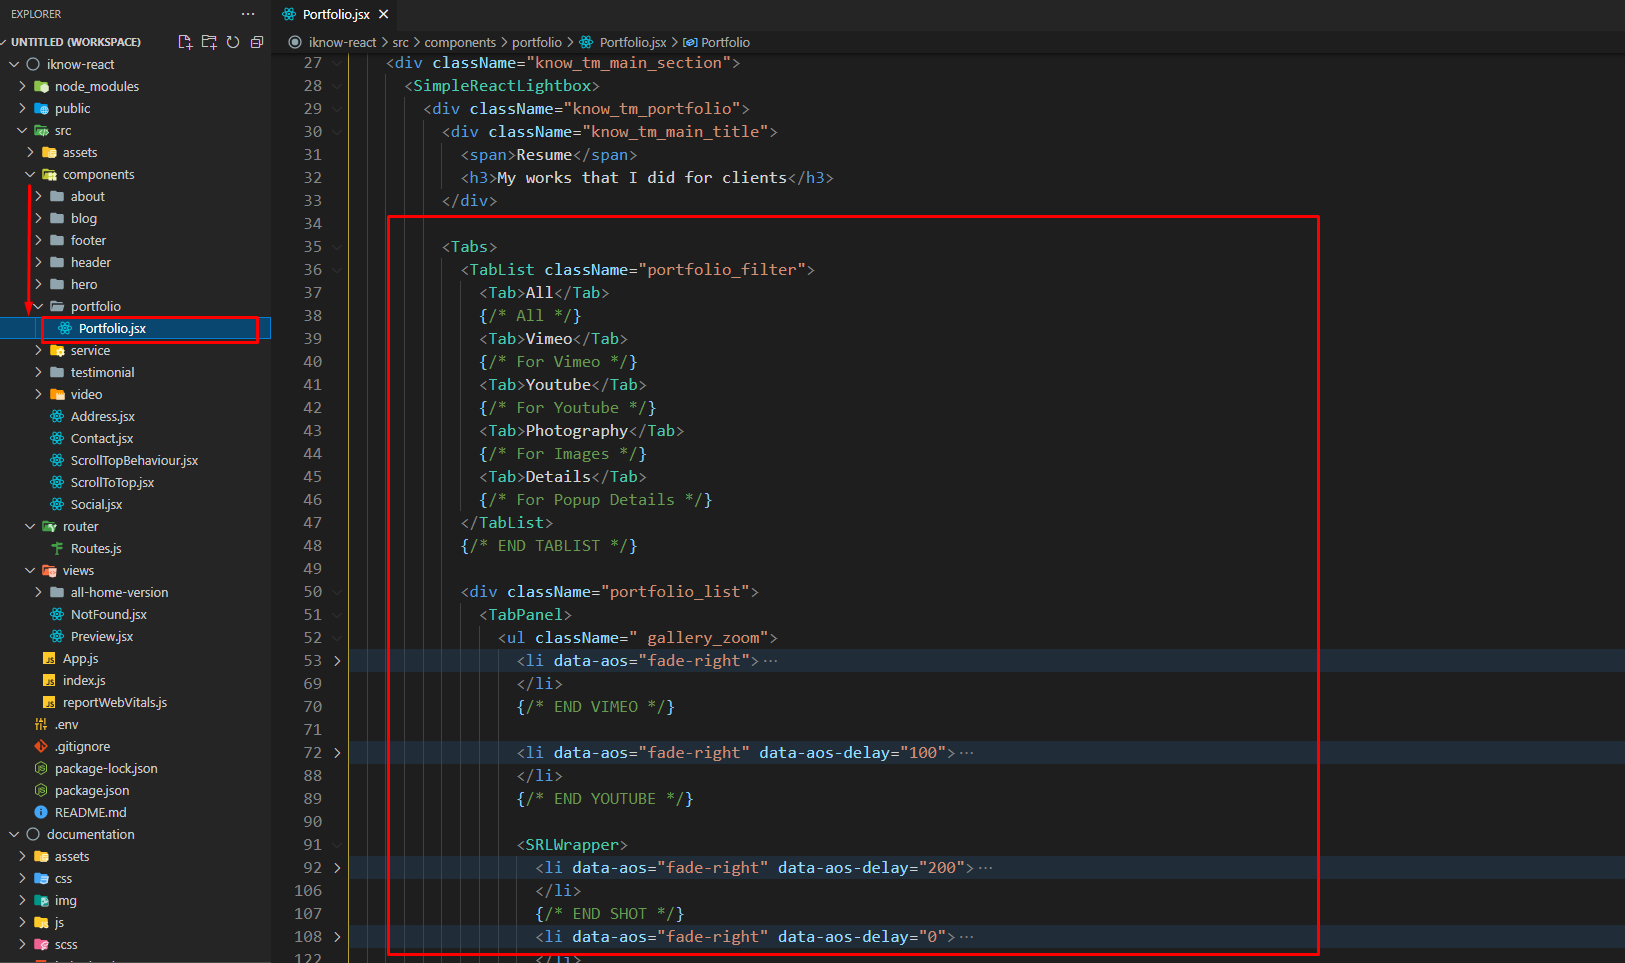 EXPLORER
UNTITLED (WORKSPACE)
iknow-react
node_modules
public
src
assets
components
about
blog
footer
header
hero
portfolio
Portfolio.jsx
service
testimonial
video
Address.jsx
Contact.jsx
ScrollTopBehaviour.jsx
ScrollToTop.jsx
Social.jsx
router
Routes.js
views
all-home-version
NotFound.jsx
Preview.jsx
JS App.js
JS index.js
JS reportWebVitals.js
.env
.gitignore
package-lock.json
package.json
README.md
documentation
assets
css
img
js
scss
Portfolio.jsx
iknow-react > src > components > portfolio > Portfolio.jsx > Portfolio
27 <div className="know_tm_main_section">
28 <SimpleReactLightbox>
29 <div className="know_tm_portfolio">
30 <div className="know_tm_main_title">
31 <span>Resume</span>
32 <h3>My works that I did for clients</h3>
33 </div>
34
35 <Tabs>
36 <TabList className="portfolio_filter">
37 <Tab>All</Tab>
38 {/* All */}
39 <Tab>Vimeo</Tab>
40 {/* For Vimeo */}
41 <Tab>Youtube</Tab>
42 {/* For Youtube */}
43 <Tab>Photography</Tab>
44 {/* For Images */}
45 <Tab>Details</Tab>
46 {/* For Popup Details */}
47 </TabList>
48 {/* END TABLIST */}
49
50 <div className="portfolio_list">
51 <TabPanel>
52 <ul className=" gallery_zoom">
53 <li data-aos="fade-right">···
69 </li>
70 {/* END VIMEO */}
71
72 <li data-aos="fade-right" data-aos-delay="100">···
88 </li>
89 {/* END YOUTUBE */}
90
91 <SRLWrapper>
92 <li data-aos="fade-right" data-aos-delay="200">···
106 </li>
107 {/* END SHOT */}
108 <li data-aos="fade-right" data-aos-delay="0">···
122 </li>